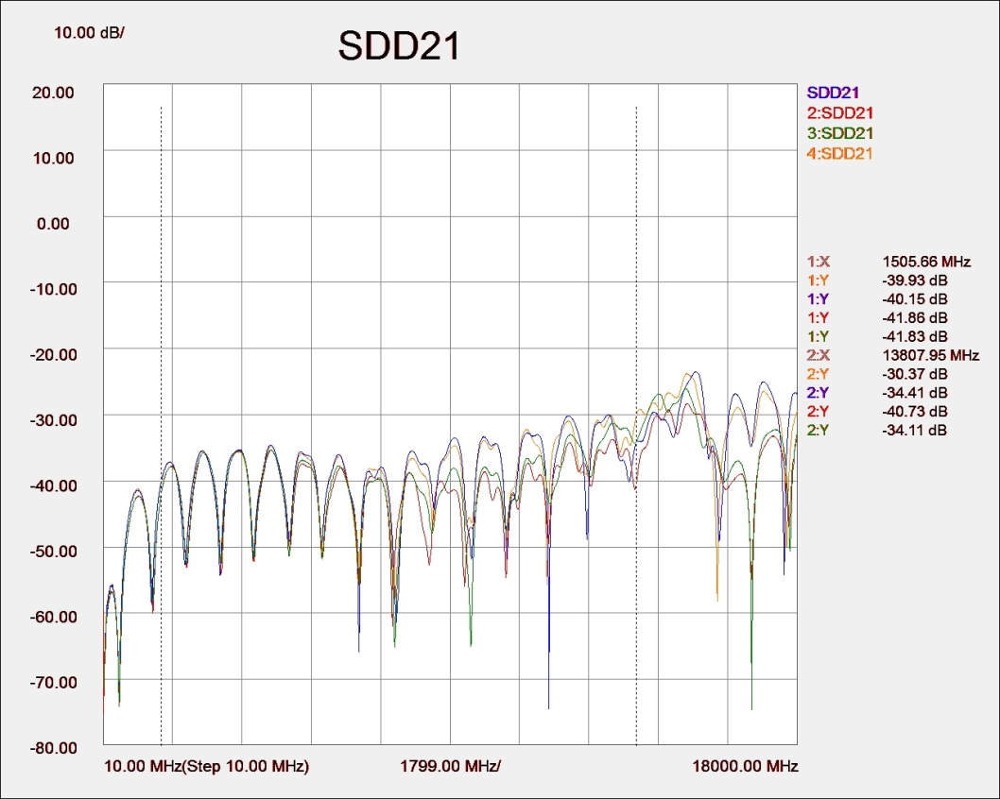 10.00 dB/
SDD21
20.00
10.00
0.00
-10.00
-20.00
-30.00
-40.00
-50.00
-60.00
-70.00
-80.00
10.00 MHz(Step 10.00 MHz)
1799.00 MHz/
18000.00 MHz
SDD21
2:SDD21
3:SDD21
4:SDD21
1:X 1505.66 MHz
1:Y -39.93 dB
1:Y -40.15 dB
1:Y -41.86 dB
1:Y -41.83 dB
2:X 13807.95 MHz
2:Y -30.37 dB
2:Y -34.41 dB
2:Y -40.73 dB
2:Y -34.11 dB